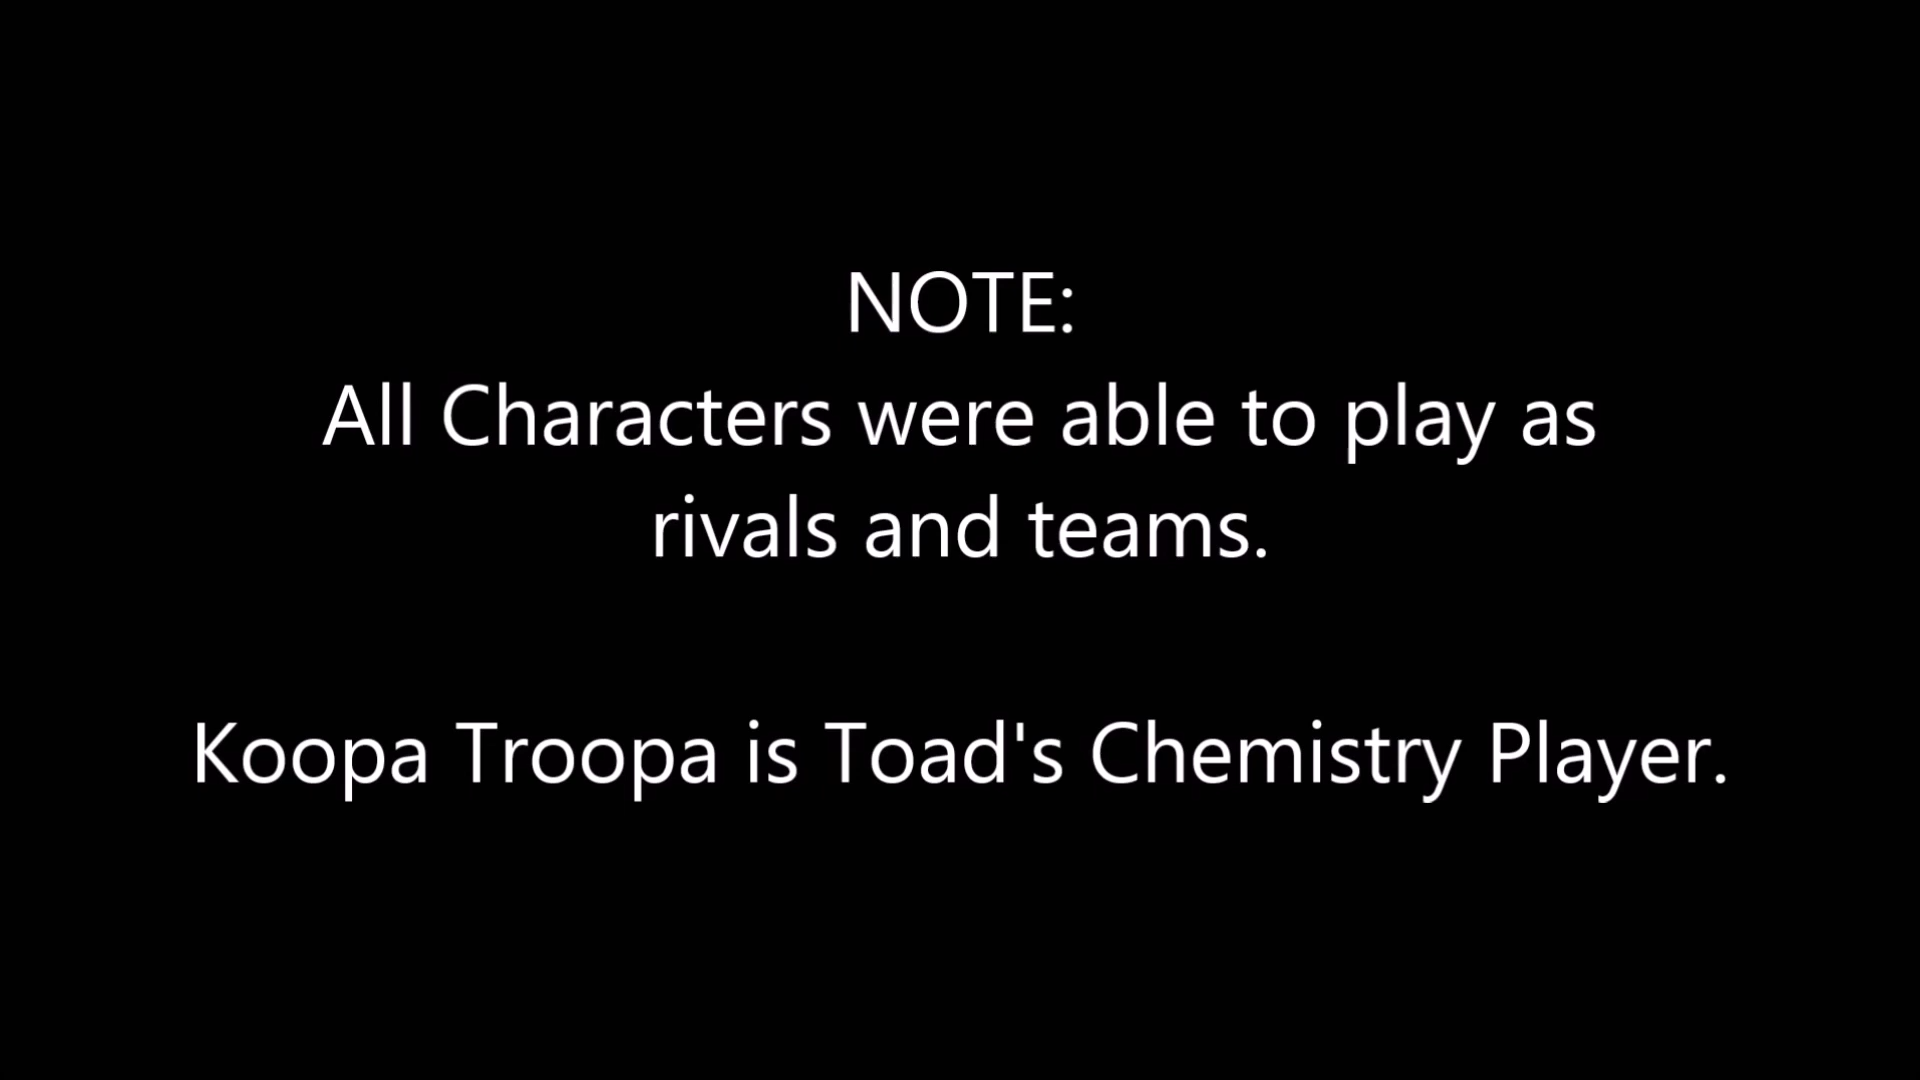 NOTE:
All Characters were able to play as
rivals and teams.
Koopa Troopa is Toad's Chemistry Player.